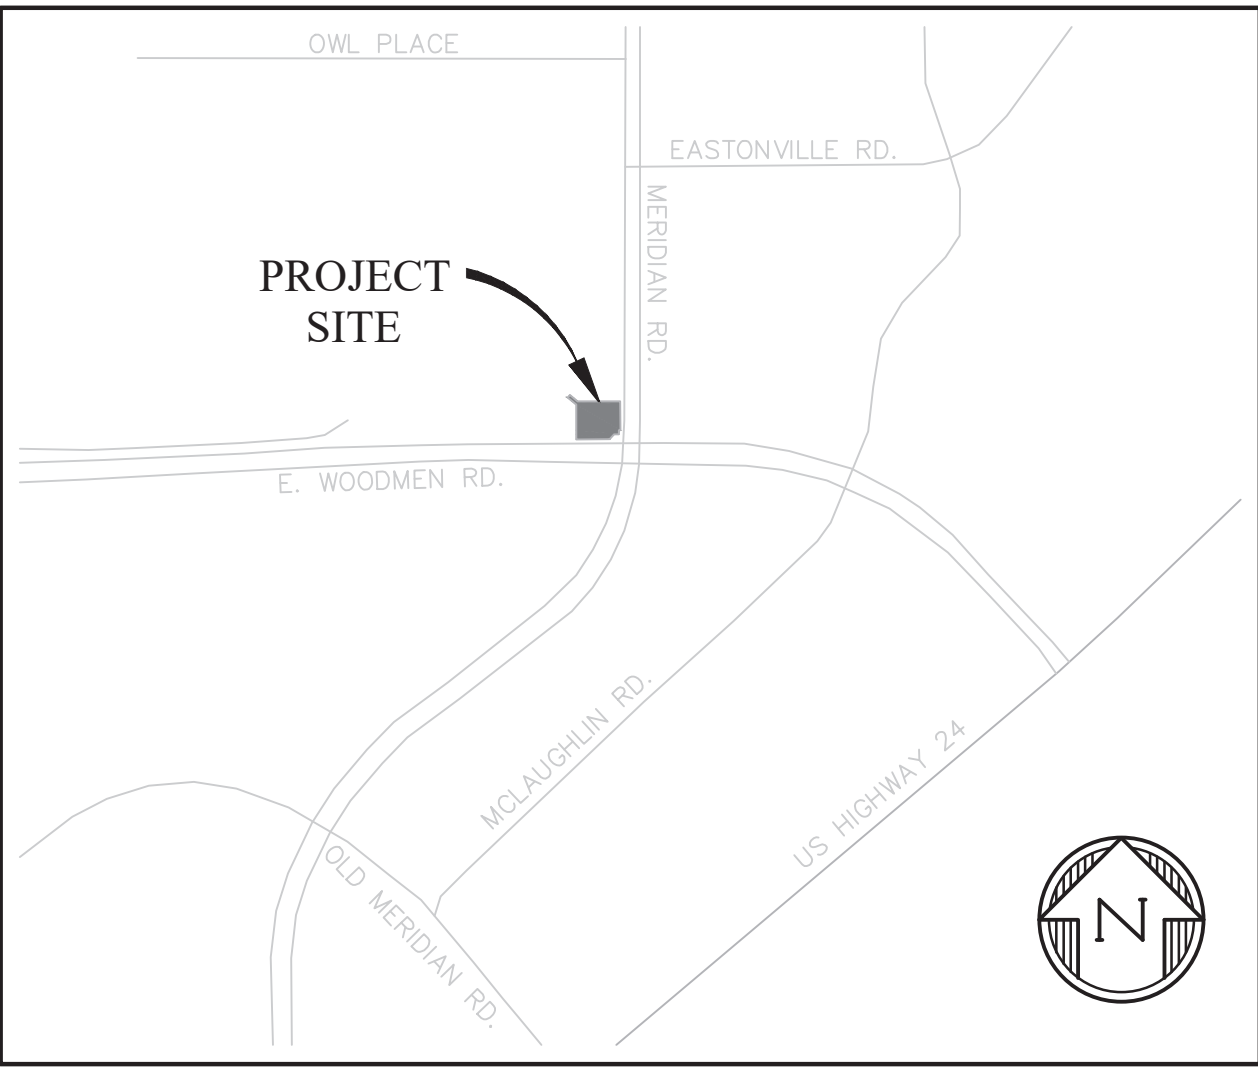 OWL PLACE
EASTONVILLE RD.
MERIDIAN RD.
PROJECT
SITE
E. WOODMEN RD.
MCLAUGHLIN RD.
US HIGHWAY 24
OLD MERIDIAN RD.
N